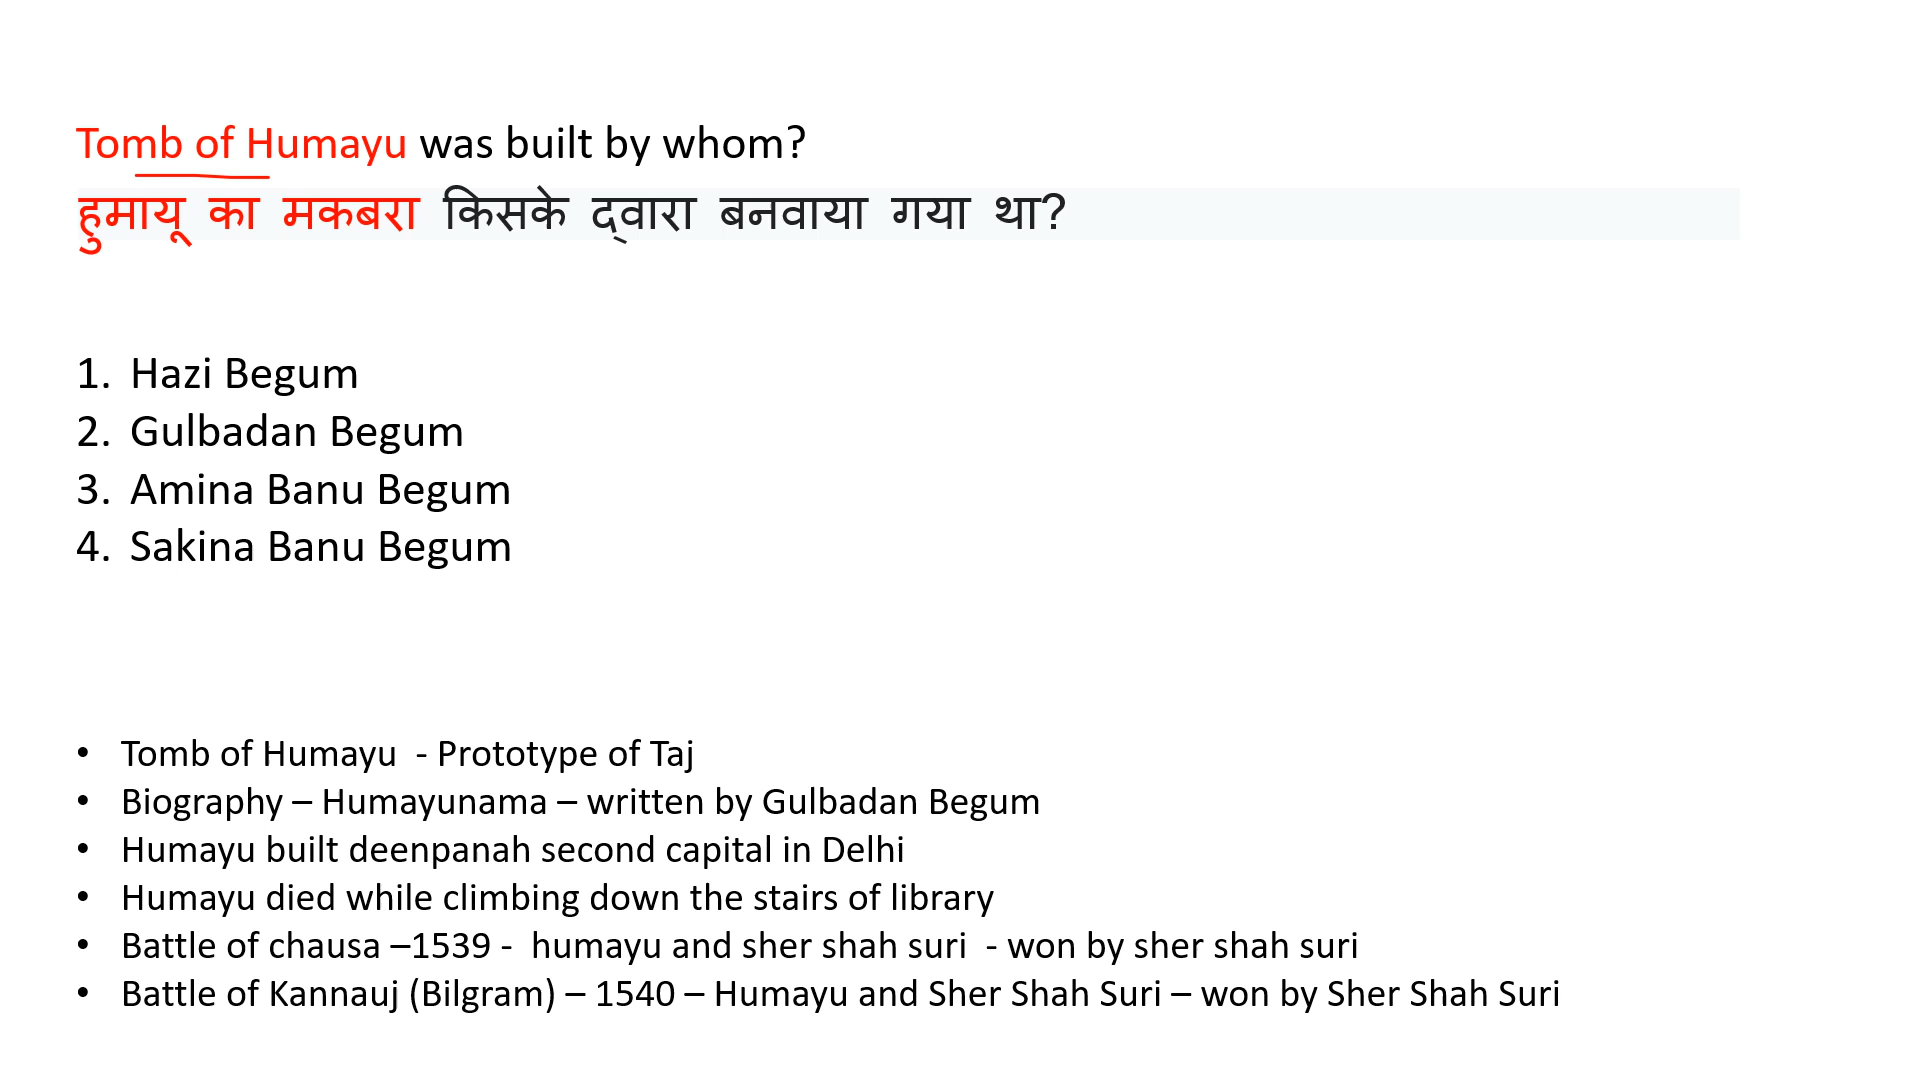 Tomb of Humayu was built by whom?
हुमायू का मकबरा किसके द्वारा बनवाया गया था?
1. Hazi Begum
2. Gulbadan Begum
3. Amina Banu Begum
4. Sakina Banu Begum
• Tomb of Humayu - Prototype of Taj
• Biography – Humayunama – written by Gulbadan Begum
• Humayu built deenpanah second capital in Delhi
• Humayu died while climbing down the stairs of library
• Battle of chausa –1539 - humayu and sher shah suri - won by sher shah suri
• Battle of Kannauj (Bilgram) – 1540 – Humayu and Sher Shah Suri – won by Sher Shah Suri